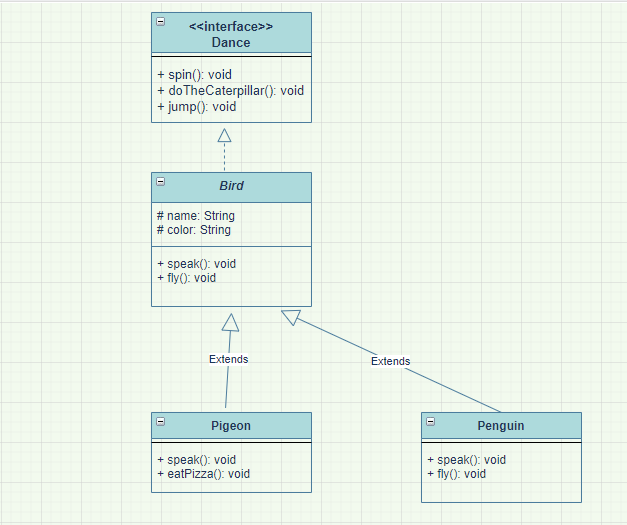 <<interface>>
Dance
+ spin(): void
+ doTheCaterpillar(): void
+ jump(): void
Bird
# name: String
# color: String
+ speak(): void
+ fly(): void
Extends
Extends
Pigeon
+ speak(): void
+ eatPizza(): void
Penguin
+ speak(): void
+ fly(): void